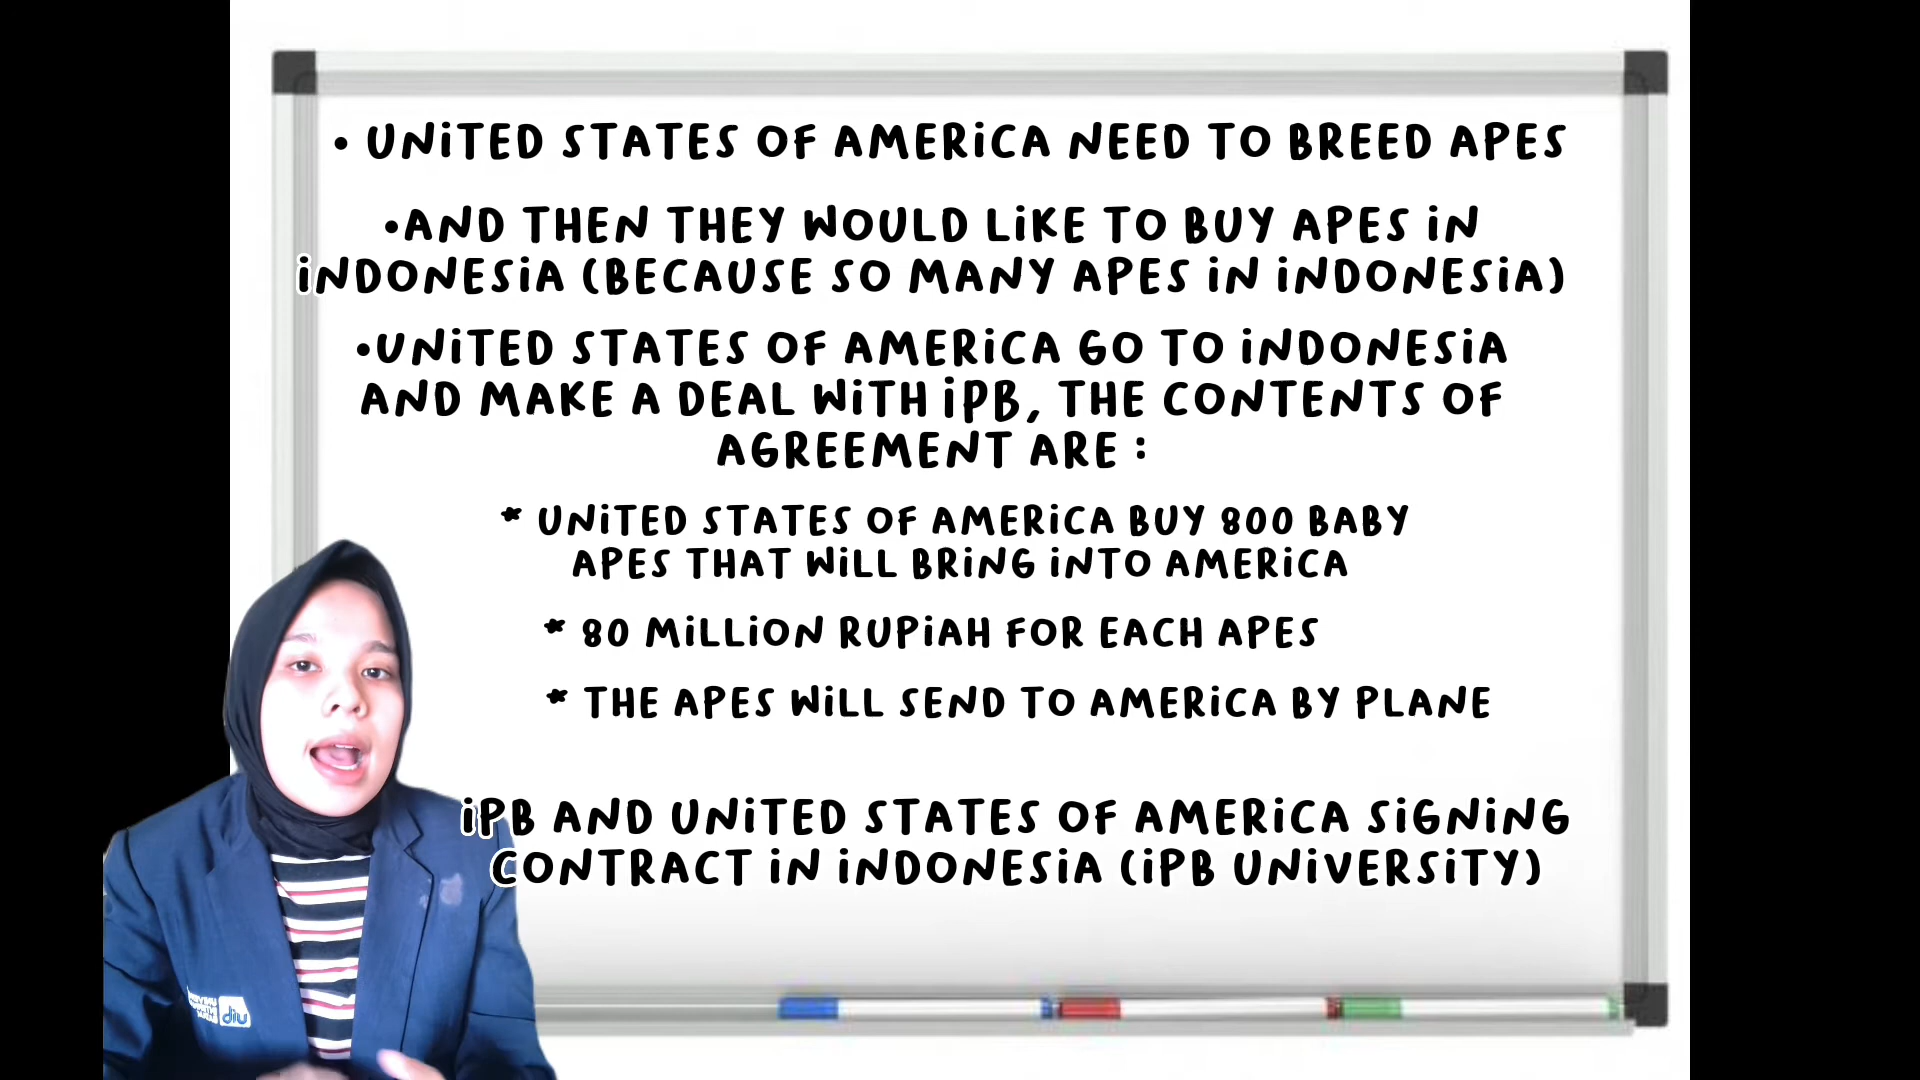 • UNiTED STATES OF AMERiCA NEED TO BREED APES
•AND THEN THEY WOULD LiKE TO BUY APES iN
iNDONESiA (BECAUSE SO MANY APES iN iNDONESiA)
•UNiTED STATES OF AMERiCA GO TO iNDONESiA
AND MAKE A DEAL WiTH iPB, THE CONTENTS OF
AGREEMENT ARE :
* UNiTED STATES OF AMERiCA BUY 800 BABY
APES THAT WiLL BRiNG iNTO AMERiCA
* 80 MiLLiON RUPiAH FOR EACH APES
* THE APES WiLL SEND TO AMERiCA BY PLANE
iPB AND UNiTED STATES OF AMERiCA SiGNiNG
CONTRACT iN iNDONESiA (iPB UNiVERSiTY)